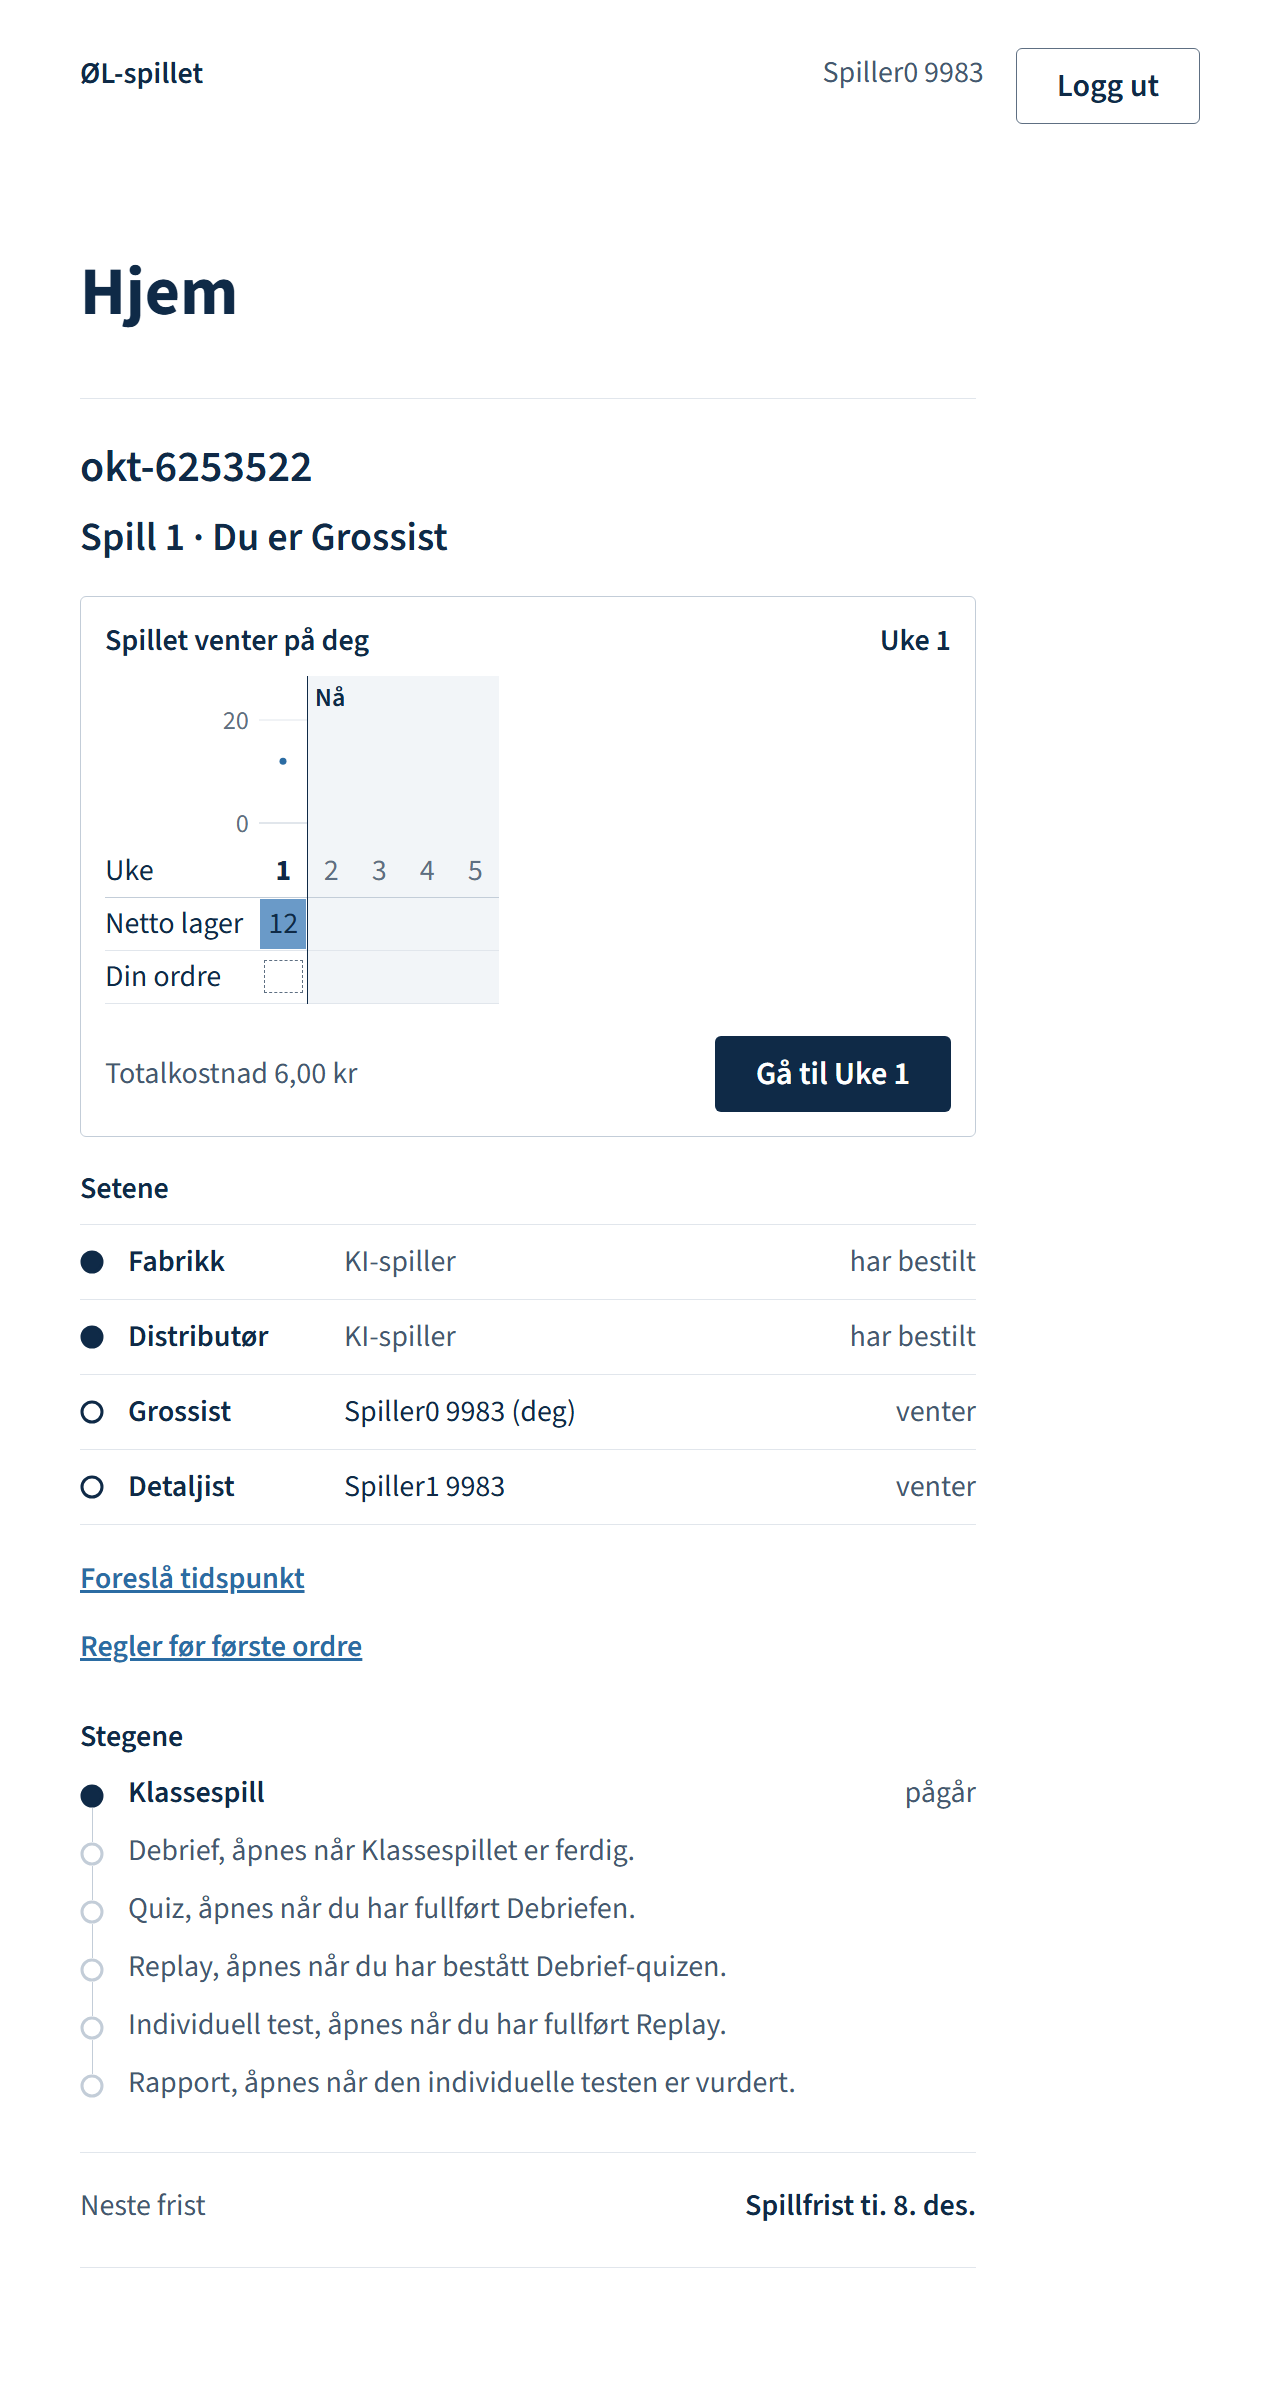 ØL-spillet
Spiller0 9983
Logg ut
Hjem
okt-6253522
Spill 1 · Du er Grossist
Spillet venter på deg
Uke 1
Nå
20
0
Uke 1 2 3 4 5
Netto lager 12
Din ordre
Totalkostnad 6,00 kr
Gå til Uke 1
Setene
Fabrikk KI-spiller har bestilt
Distributør KI-spiller har bestilt
Grossist Spiller0 9983 (deg) venter
Detaljist Spiller1 9983 venter
Foreslå tidspunkt
Regler før første ordre
Stegene
Klassespill pågår
Debrief, åpnes når Klassespillet er ferdig.
Quiz, åpnes når du har fullført Debriefen.
Replay, åpnes når du har bestått Debrief-quizen.
Individuell test, åpnes når du har fullført Replay.
Rapport, åpnes når den individuelle testen er vurdert.
Neste frist Spillfrist ti. 8. des.